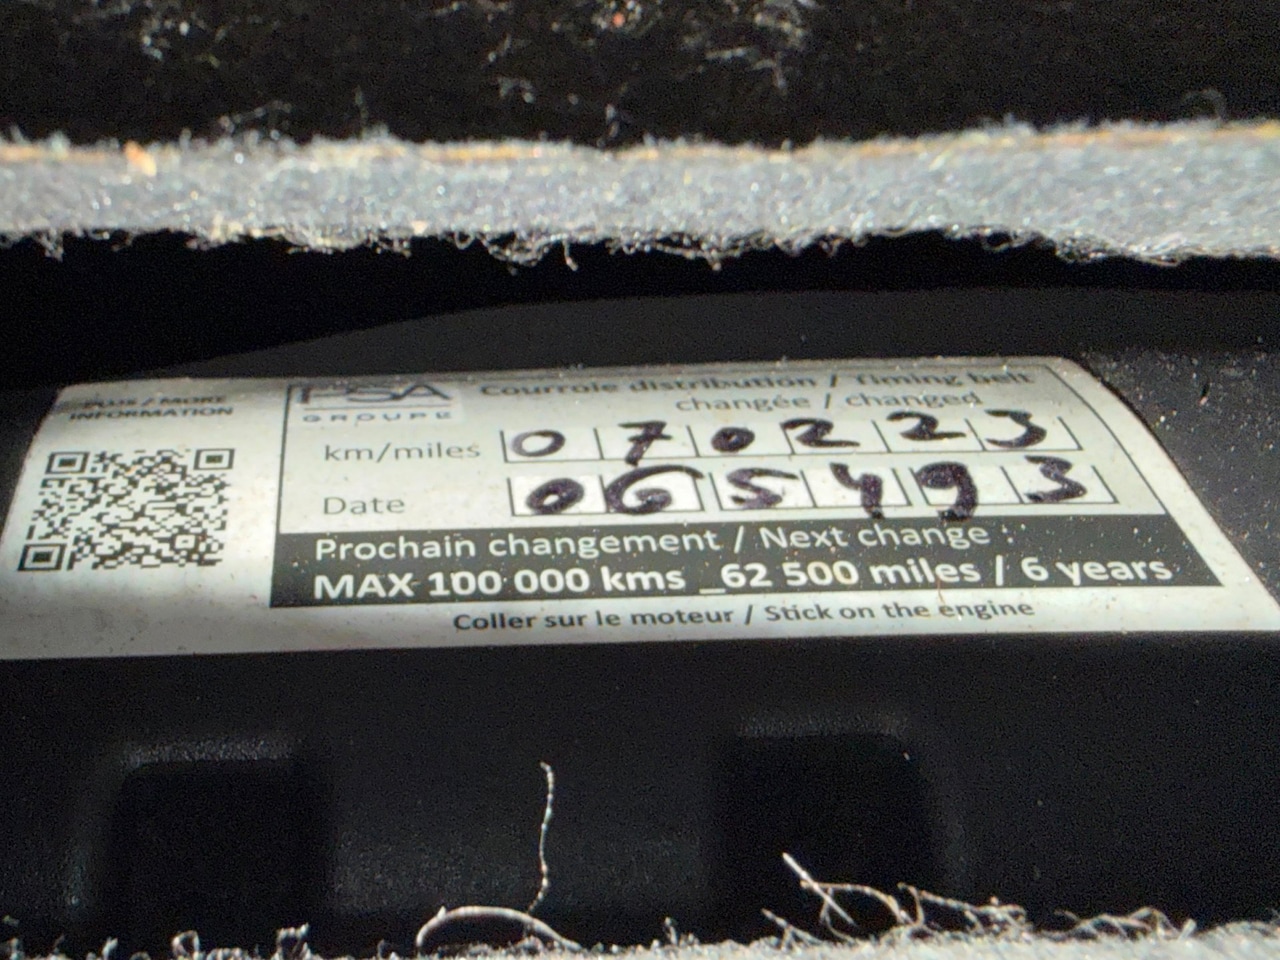 PLUS / MORE
INFORMATION
PSA
GROUPE
Courroie distribution / Timing belt
changée / changed
km/miles 070223
Date 065493
Prochain changement / Next change :
MAX 100 000 kms _62 500 miles / 6 years
Coller sur le moteur / Stick on the engine